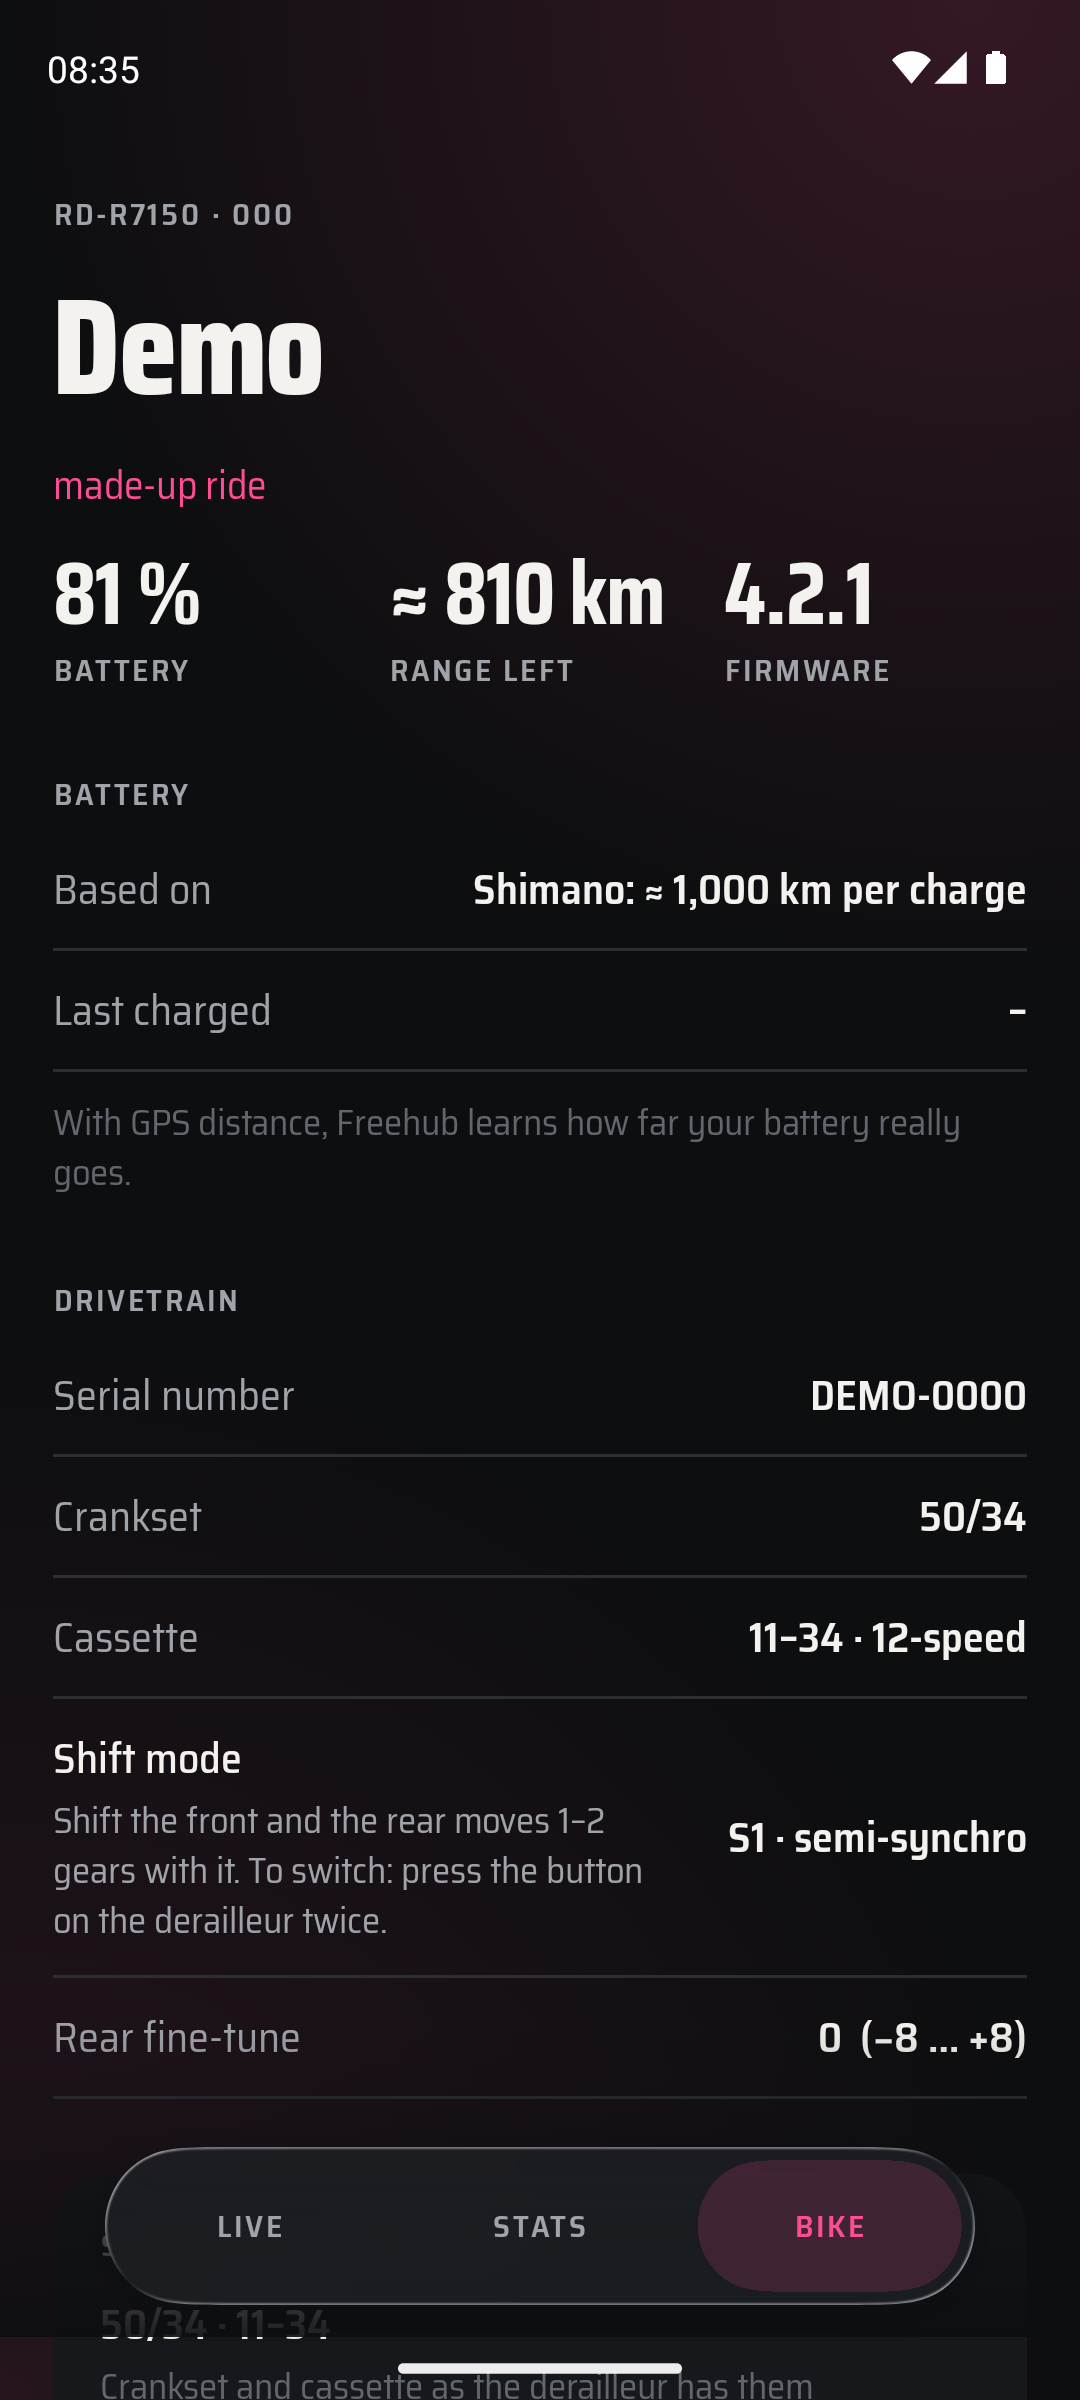 08:35
RD-R7150 · 000
Demo
made-up ride
81 %
≈ 810 km
4.2.1
BATTERY
RANGE LEFT
FIRMWARE
BATTERY
Based on
Shimano: ≈ 1,000 km per charge
Last charged
–
With GPS distance, Freehub learns how far your battery really
goes.
DRIVETRAIN
Serial number
DEMO-0000
Crankset
50/34
Cassette
11–34 · 12-speed
Shift mode
Shift the front and the rear moves 1–2
gears with it. To switch: press the button
on the derailleur twice.
S1 · semi-synchro
Rear fine-tune
0 (–8 … +8)
LIVE
STATS
BIKE
50/34 · 11–34
Crankset and cassette as the derailleur has them